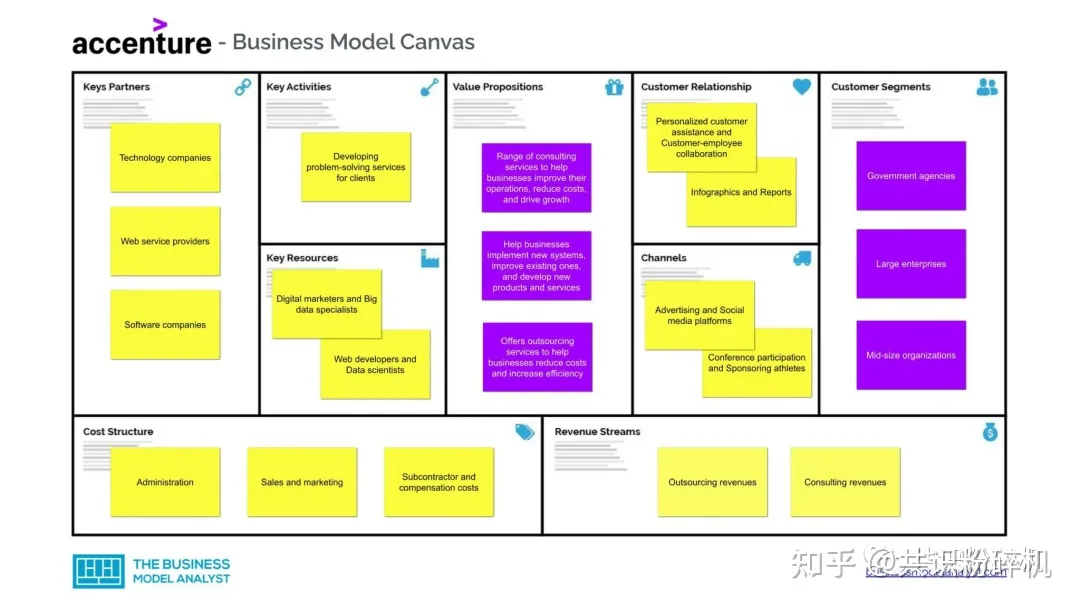 accenture - Business Model Canvas
Keys Partners
Technology companies
Web service providers
Software companies
Key Activities
Developing
problem-solving services
for clients
Key Resources
Digital marketers and Big
data specialists
Web developers and
Data scientists
Value Propositions
Range of consulting
services to help
businesses improve their
operations, reduce costs,
and drive growth
Help businesses
implement new systems,
improve existing ones,
and develop new
products and services
Offers outsourcing
services to help
businesses reduce costs
and increase efficiency
Customer Relationship
Personalized customer
assistance and
Customer-employee
collaboration
Infographics and Reports
Channels
Advertising and Social
media platforms
Conference participation
and Sponsoring athletes
Customer Segments
Government agencies
Large enterprises
Mid-size organizations
Cost Structure
Administration
Sales and marketing
Subcontractor and
compensation costs
Revenue Streams
Outsourcing revenues
Consulting revenues
THE BUSINESS
MODEL ANALYST
知乎 @共识粉碎机